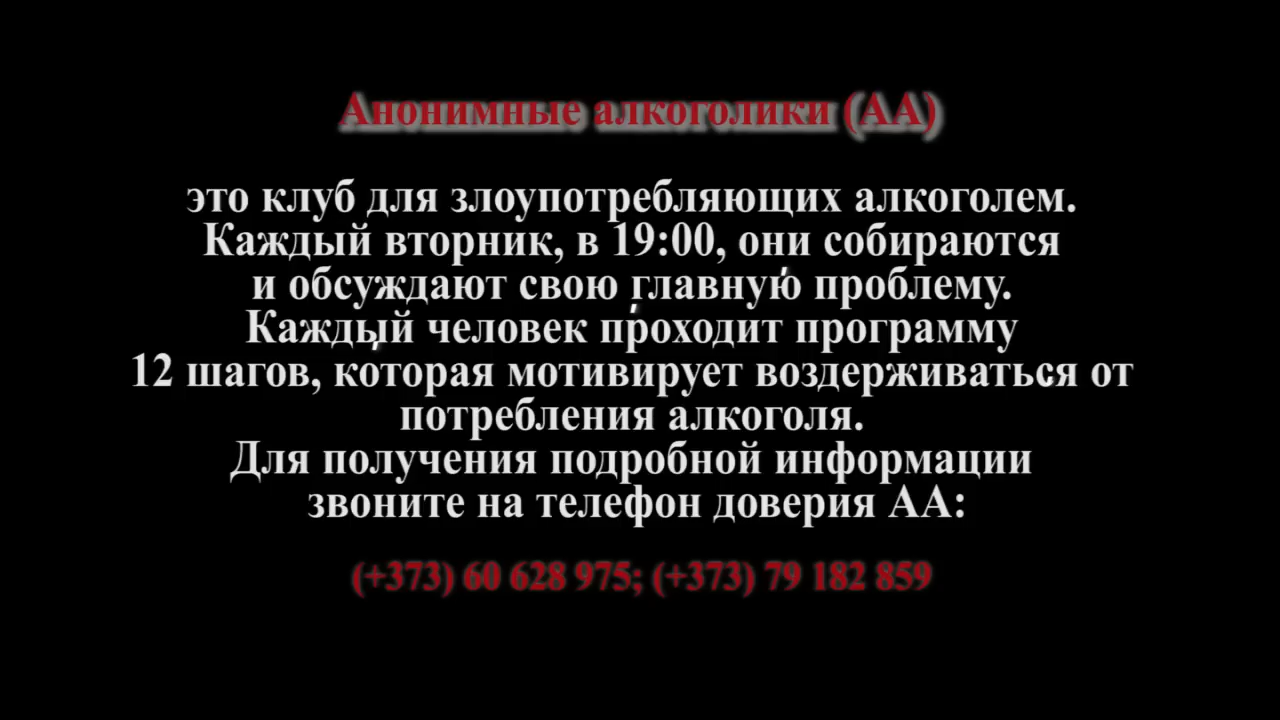 Анонимные алкоголики (АА)
это клуб для злоупотребляющих алкоголем.
Каждый вторник, в 19:00, они собираются
и обсуждают свою главную проблему.
Каждый человек проходит программу
12 шагов, которая мотивирует воздерживаться от
потребления алкоголя.
Для получения подробной информации
звоните на телефон доверия АА:
(+373) 60 628 975; (+373) 79 182 859